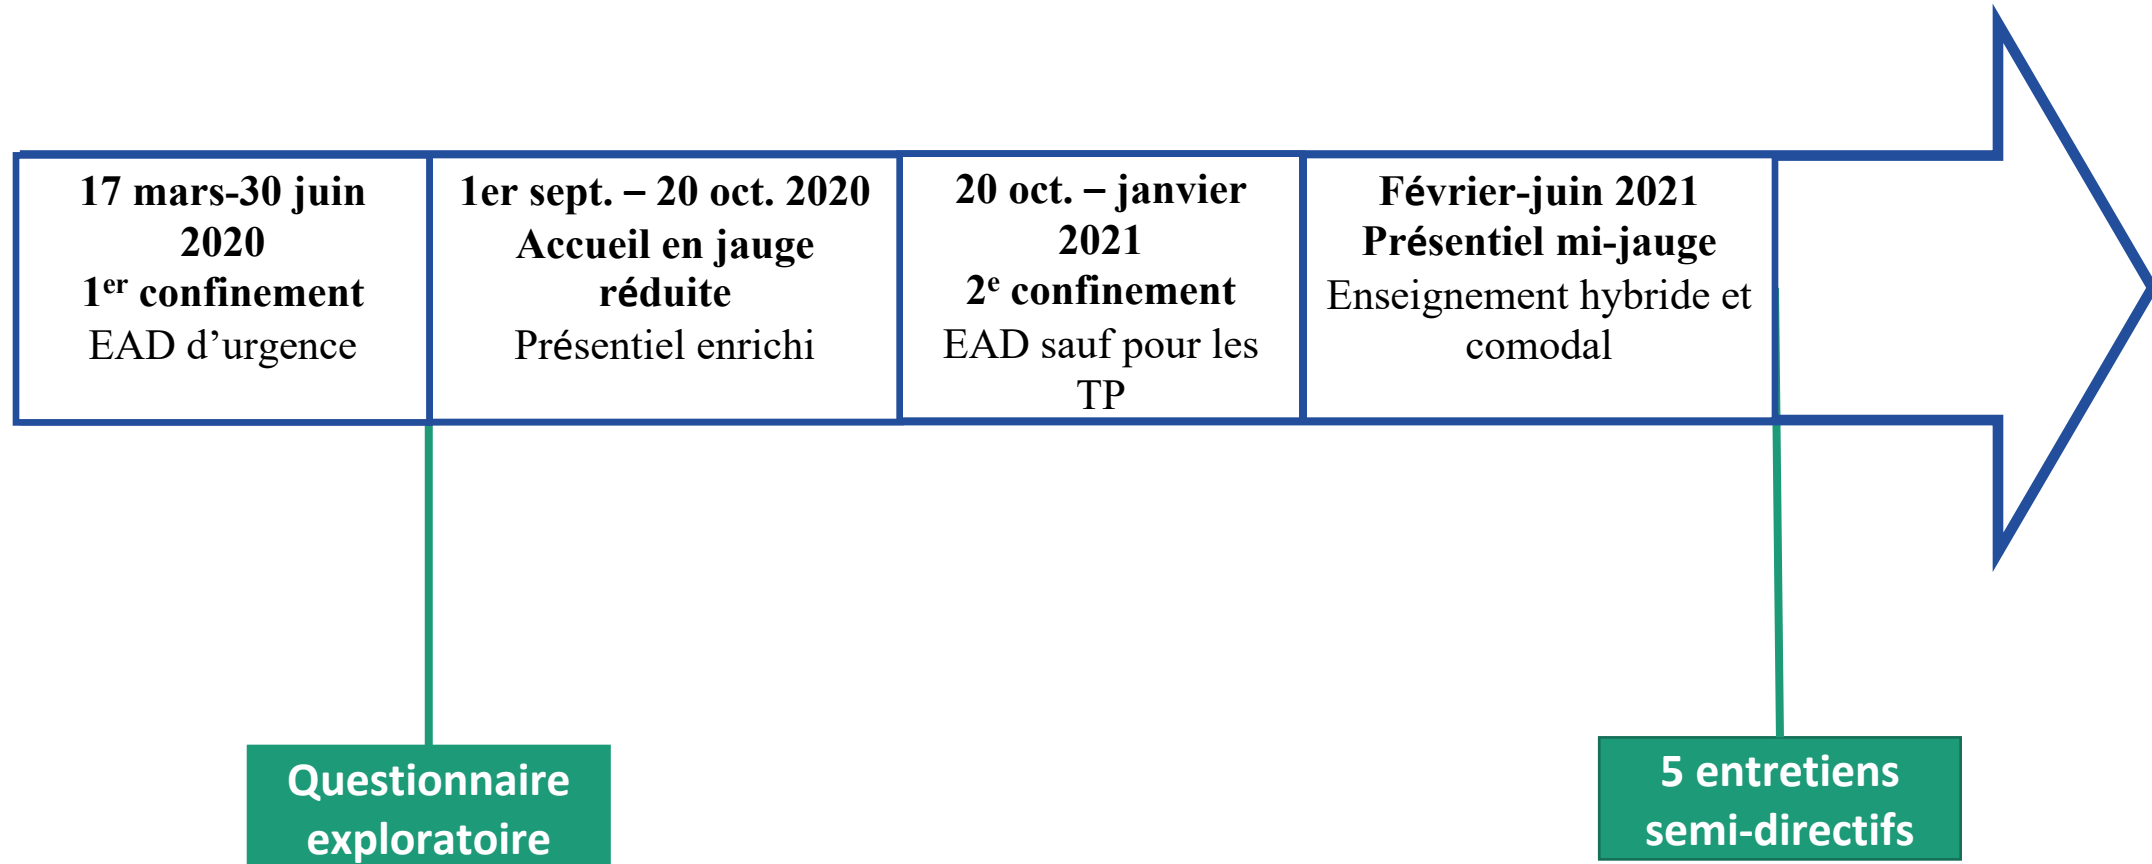 17 mars-30 juin
2020
1er confinement
EAD d’urgence
1er sept. – 20 oct. 2020
Accueil en jauge
réduite
Présentiel enrichi
20 oct. – janvier
2021
2e confinement
EAD sauf pour les
TP
Février-juin 2021
Présentiel mi-jauge
Enseignement hybride et
comodal
Questionnaire
exploratoire
5 entretiens
semi-directifs